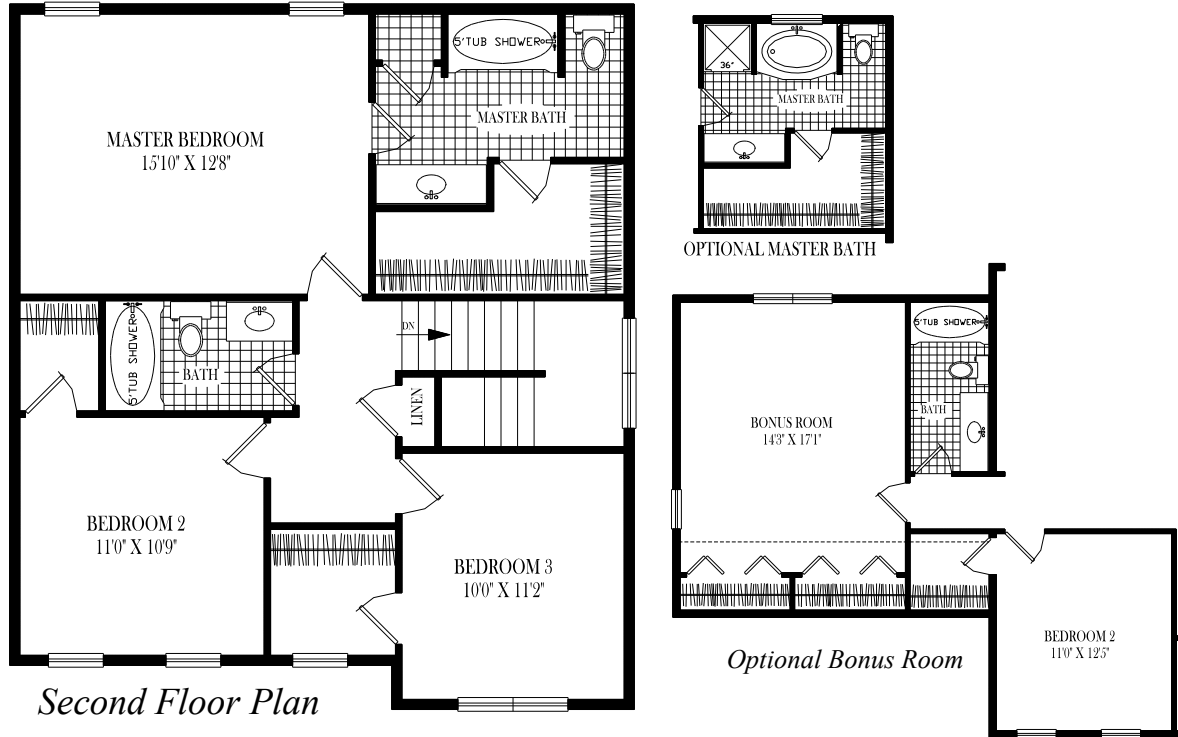 MASTER BEDROOM
15'10" X 12'8"
5'TUB SHOWER
MASTER BATH
5'TUB SHOWER
BATH
DN
LINEN
BEDROOM 2
11'0" X 10'9"
BEDROOM 3
10'0" X 11'2"
Second Floor Plan
36"
MASTER BATH
OPTIONAL MASTER BATH
5'TUB SHOWER
BATH
BONUS ROOM
14'3" X 17'1"
BEDROOM 2
11'0" X 12'5"
Optional Bonus Room